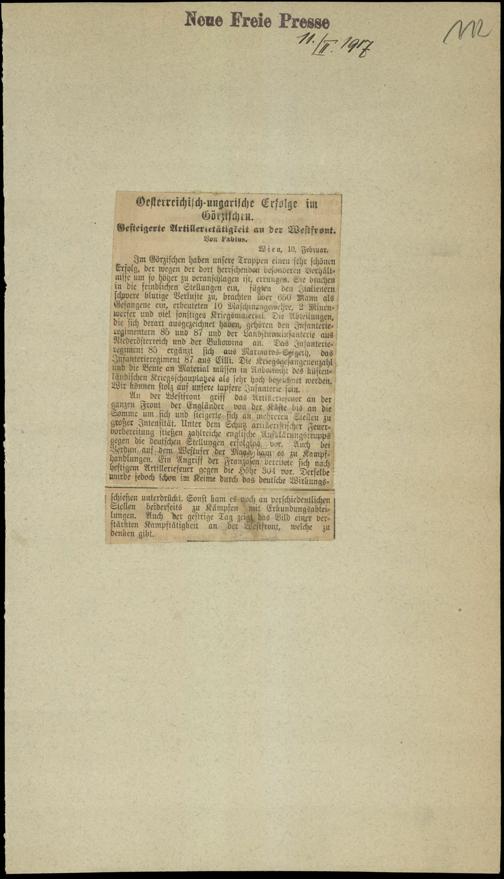 Neue Freie Presse
11./II. 1917
Oesterreichisch-ungarische Erfolge im
Görzischen.
Gesteigerte Artillerietätigkeit an der Westfront.
Von Fabius.
Wien, 10. Februar.
Im Görzischen haben unsere Truppen einen sehr schönen
Erfolg, der wegen der dort herrschenden besonderen Verhält-
nisse um so höher zu veranschlagen ist, errungen. Sie brachen
in die feindlichen Stellungen ein, fügten den Italienern
schwere blutige Verluste zu, brachten über 650 Mann als
Gefangene ein, erbeuteten 10 Maschinengewehre, 2 Minen-
werfer und viel sonstiges Kriegsmaterial. Die Abteilungen,
die sich derart ausgezeichnet haben, gehören den Infanterie-
regimentern 85 und 87 und der Landsturminfanterie aus
Niederösterreich und der Bukowina an. Das Infanterie-
regiment 85 ergänzt sich aus Marmaros-Sziget, das
Infanterieregiment 87 aus Cilli. Die Kriegsgefangenenzahl
und die Beute an Material müssen in Anbetracht des küsten-
ländischen Kriegsschauplatzes als sehr hoch bezeichnet werden.
Wir können stolz auf unsere tapfere Infanterie sein.
An der Westfront griff das Artilleriefeuer an der
ganzen Front der Engländer von der Küste bis an die
Somme um sich und steigerte sich an mehreren Stellen zu
großer Intensität. Unter dem Schutz artilleristischer Feuer-
vorbereitung stießen zahlreiche englische Aufklärungstrupps
gegen die deutschen Stellungen erfolglos vor. Auch bei
Verdun auf dem Westufer der Maas kam es zu Kampf-
handlungen. Ein Angriff der Franzosen bereitete sich nach
heftigem Artilleriefeuer gegen die Höhe 304 vor. Derselbe
wurde jedoch schon im Keime durch das deutsche Wirkungs-
schießen unterdrückt. Sonst kam es noch an verschiedentlichen
Stellen beiderseits zu Kämpfen mit Erkundungsabtei-
lungen. Auch der gestrige Tag zeigt das Bild einer ver-
stärkten Kampftätigkeit an der Westfront, welche zu
denken gibt.